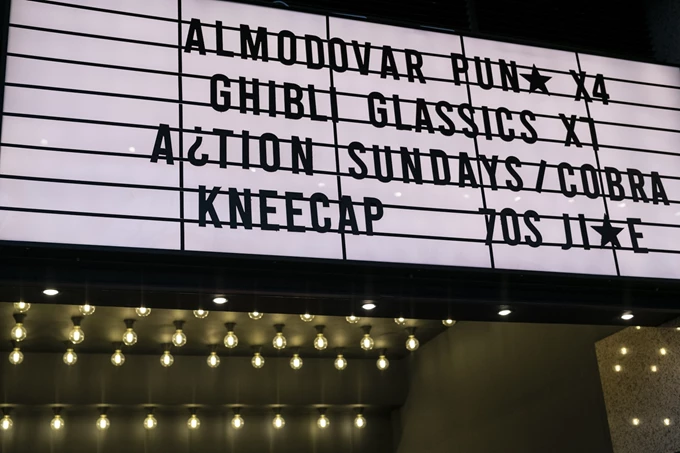 ALMODOVAR PUN★ X4
GHIBLI GLASSICS X1
A¿TION SUNDAYS/COBRA
KNEECAP 70S JI★E